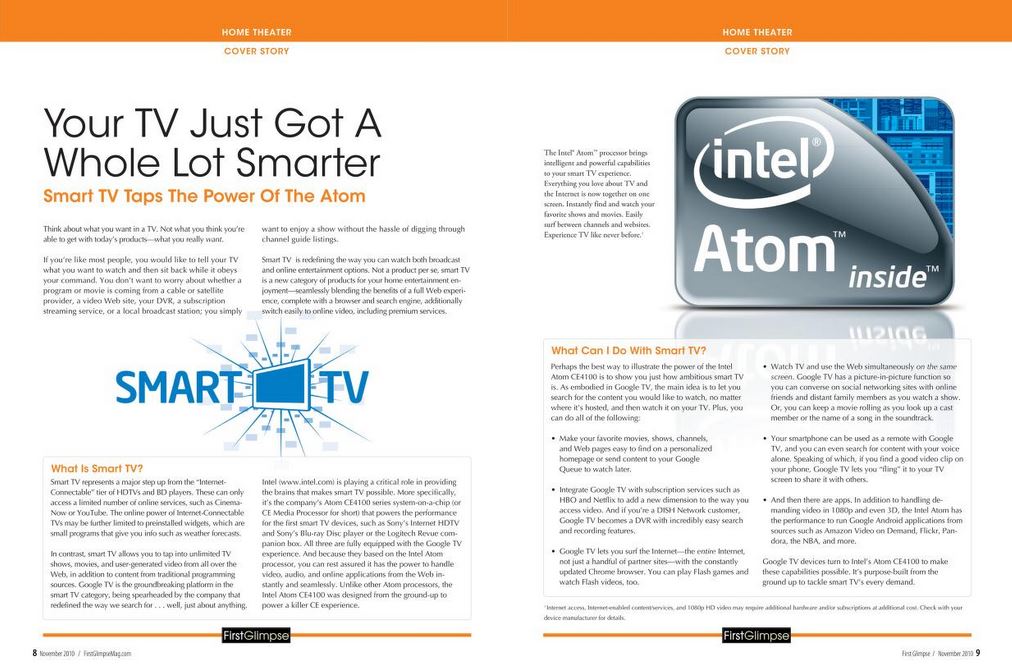 HOME THEATER
COVER STORY
Your TV Just Got A
Whole Lot Smarter
Smart TV Taps The Power Of The Atom
Think about what you want in a TV. Not what you think you're
able to get with today's products—what you really want.
If you're like most people, you would like to tell your TV
what you want to watch and then sit back while it obeys
your command. You don't want to worry about whether a
program or movie is coming from a cable or satellite
provider, a video Web site, your DVR, a subscription
streaming service, or a local broadcast station; you simply
want to enjoy a show without the hassle of digging through
channel guide listings.
Smart TV is redefining the way you can watch both broadcast
and online entertainment options. Not a product per se, smart TV
is a new category of products for your home entertainment en-
joyment—seamlessly blending the benefits of a full Web experi-
ence, complete with a browser and search engine, additionally
switch easily to online video, including premium services.
SMART TV
What Is Smart TV?
Smart TV represents a major step up from the "Internet-
Connectable" tier of HDTVs and BD players. These can only
access a limited number of online services, such as Cinema-
Now or YouTube. The online power of Internet-Connectable
TVs may be further limited to preinstalled widgets, which are
small programs that give you info such as weather forecasts.
In contrast, smart TV allows you to tap into unlimited TV
shows, movies, and user-generated video from all over the
Web, in addition to content from traditional programming
sources. Google TV is the groundbreaking platform in the
smart TV category, being spearheaded by the company that
redefined the way we search for . . . well, just about anything.
Intel (www.intel.com) is playing a critical role in providing
the brains that makes smart TV possible. More specifically,
it's the company's Atom CE4100 series system-on-a-chip (or
CE Media Processor for short) that powers the performance
for the first smart TV devices, such as Sony's Internet HDTV
and Sony's Blu-ray Disc player or the Logitech Revue com-
panion box. All three are fully equipped with the Google TV
experience. And because they based on the Intel Atom
processor, you can rest assured it has the power to handle
video, audio, and online applications from the Web in-
stantly and seamlessly. Unlike other Atom processors, the
Intel Atom CE4100 was designed from the ground-up to
power a killer CE experience.
FirstGlimpse
8 November 2010 / FirstGlimpseMag.com
HOME THEATER
COVER STORY
The Intel® Atom™ processor brings
intelligent and powerful capabilities
to your smart TV experience.
Everything you love about TV and
the Internet is now together on one
screen. Instantly find and watch your
favorite shows and movies. Easily
surf between channels and websites.
Experience TV like never before.¹
intel®
Atom™
inside™
What Can I Do With Smart TV?
Perhaps the best way to illustrate the power of the Intel
Atom CE4100 is to show you just how ambitious smart TV
is. As embodied in Google TV, the main idea is to let you
search for the content you would like to watch, no matter
where it's hosted, and then watch it on your TV. Plus, you
can do all of the following:
• Make your favorite movies, shows, channels,
and Web pages easy to find on a personalized
homepage or send content to your Google
Queue to watch later.
• Integrate Google TV with subscription services such as
HBO and Netflix to add a new dimension to the way you
access video. And if you're a DISH Network customer,
Google TV becomes a DVR with incredibly easy search
and recording features.
• Google TV lets you surf the Internet—the entire Internet,
not just a handful of partner sites—with the constantly
updated Chrome browser. You can play Flash games and
watch Flash videos, too.
• Watch TV and use the Web simultaneously on the same
screen. Google TV has a picture-in-picture function so
you can converse on social networking sites with online
friends and distant family members as you watch a show.
Or, you can keep a movie rolling as you look up a cast
member or the name of a song in the soundtrack.
• Your smartphone can be used as a remote with Google
TV, and you can even search for content with your voice
alone. Speaking of which, if you find a good video clip on
your phone, Google TV lets you "fling" it to your TV
screen to share it with others.
• And then there are apps. In addition to handling de-
manding video in 1080p and even 3D, the Intel Atom has
the performance to run Google Android applications from
sources such as Amazon Video on Demand, Flickr, Pan-
dora, the NBA, and more.
Google TV devices turn to Intel's Atom CE4100 to make
these capabilities possible. It's purpose-built from the
ground up to tackle smart TV's every demand.
¹Internet access, Internet-enabled content/services, and 1080p HD video may require additional hardware and/or subscriptions at additional cost. Check with your
device manufacturer for details.
FirstGlimpse
First Glimpse / November 2010 9